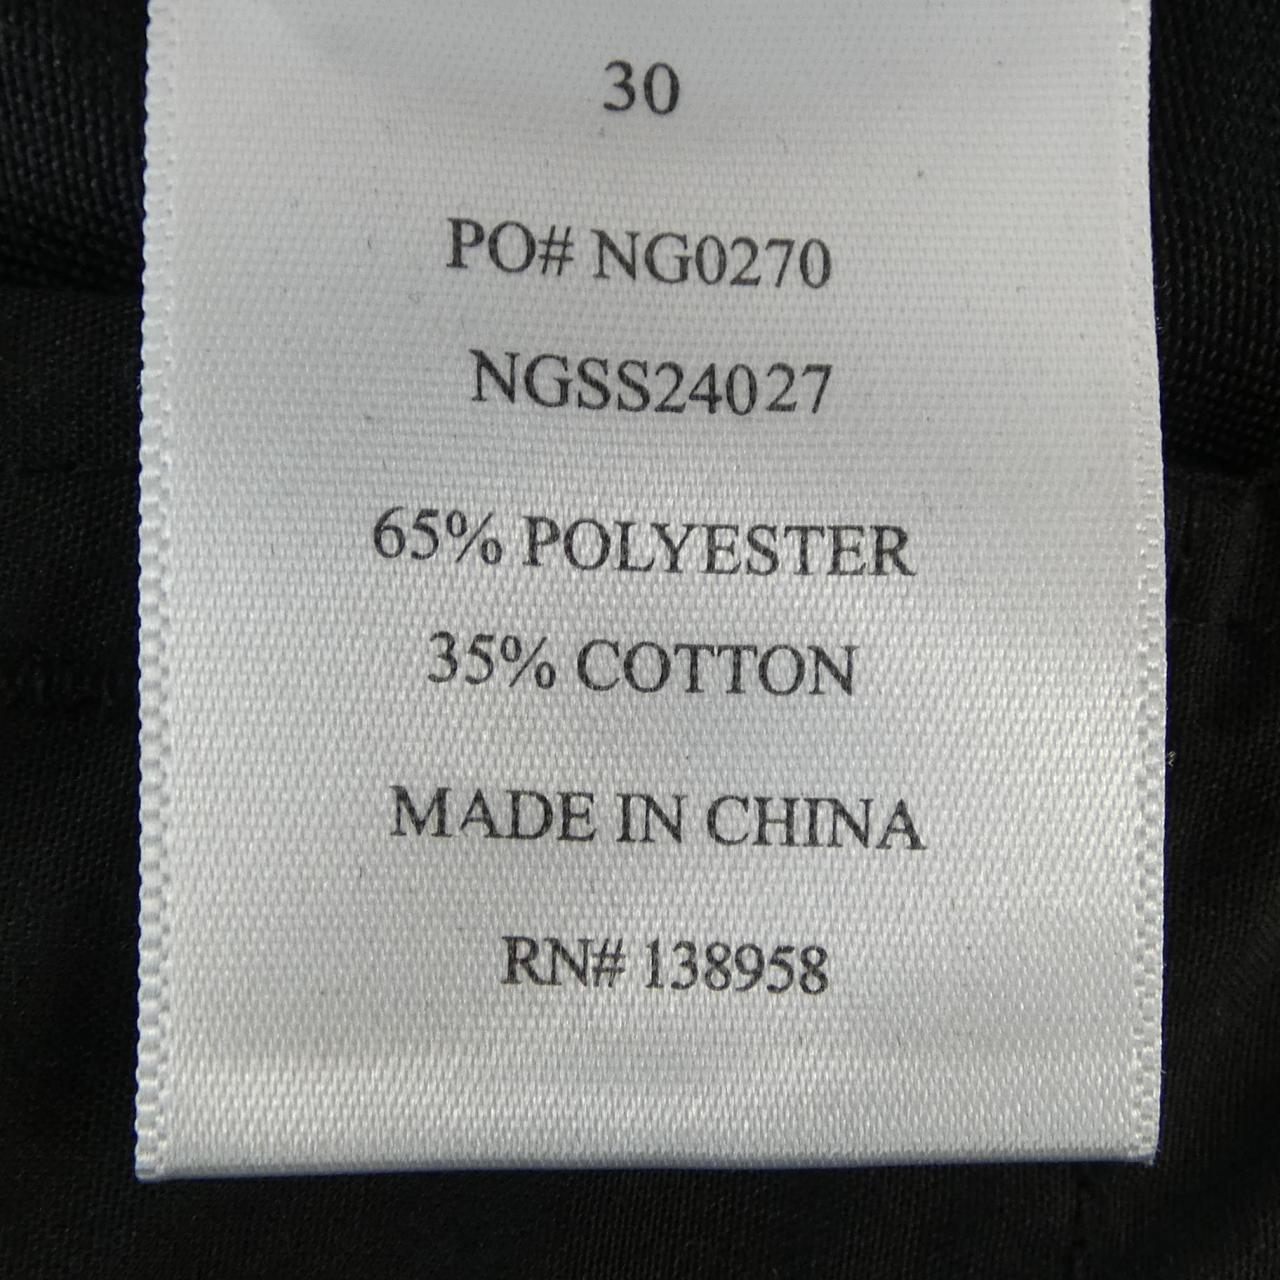 30
PO# NG0270
NGSS24027
65% POLYESTER
35% COTTON
MADE IN CHINA
RN# 138958